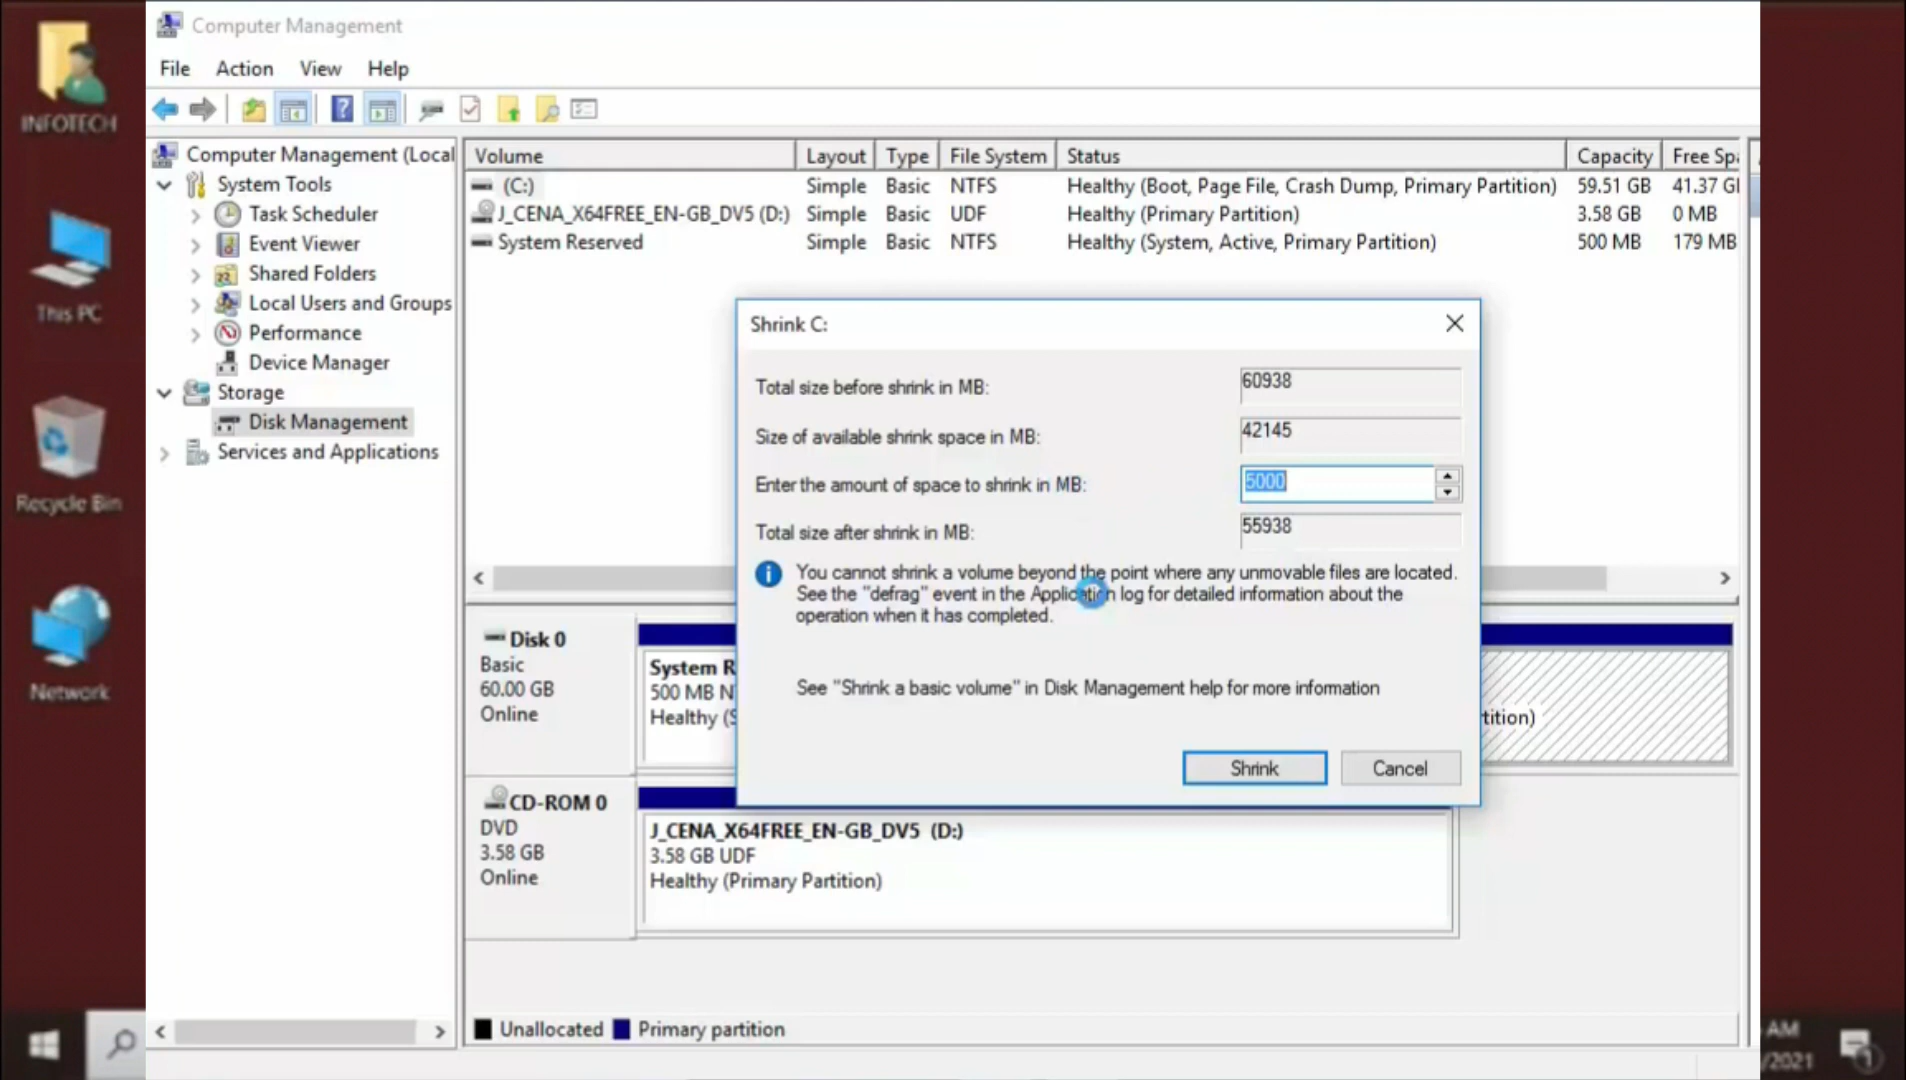 Computer Management
File Action View Help
INFOTECH
This PC
Recycle Bin
Network
Computer Management (Local
System Tools
Task Scheduler
Event Viewer
Shared Folders
Local Users and Groups
Performance
Device Manager
Storage
Disk Management
Services and Applications
Volume Layout Type File System Status Capacity Free Spa
(C:) Simple Basic NTFS Healthy (Boot, Page File, Crash Dump, Primary Partition) 59.51 GB 41.37 G
J_CENA_X64FREE_EN-GB_DV5 (D:) Simple Basic UDF Healthy (Primary Partition) 3.58 GB 0 MB
System Reserved Simple Basic NTFS Healthy (System, Active, Primary Partition) 500 MB 179 MB
Shrink C:
Total size before shrink in MB: 60938
Size of available shrink space in MB: 42145
Enter the amount of space to shrink in MB: 5000
Total size after shrink in MB: 55938
You cannot shrink a volume beyond the point where any unmovable files are located.
See the "defrag" event in the Application log for detailed information about the
operation when it has completed.
See "Shrink a basic volume" in Disk Management help for more information
Shrink Cancel
Disk 0
Basic
60.00 GB
Online
System R
500 MB N
Healthy (S
tition)
CD-ROM 0
DVD
3.58 GB
Online
J_CENA_X64FREE_EN-GB_DV5 (D:)
3.58 GB UDF
Healthy (Primary Partition)
Unallocated Primary partition
AM
/2021
1